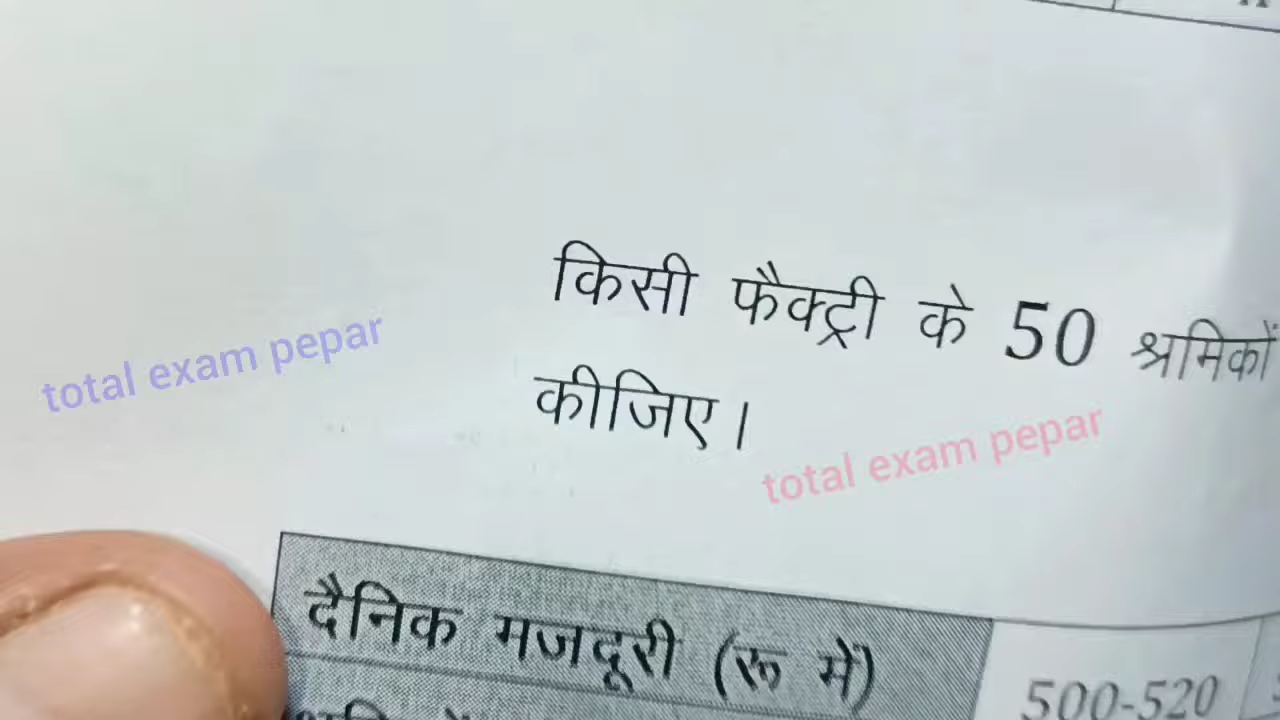 किसी फैक्ट्री के 50 श्रमिकों
कीजिए।
total exam pepar
total exam pepar
दैनिक मजदूरी (रू में) 500-520